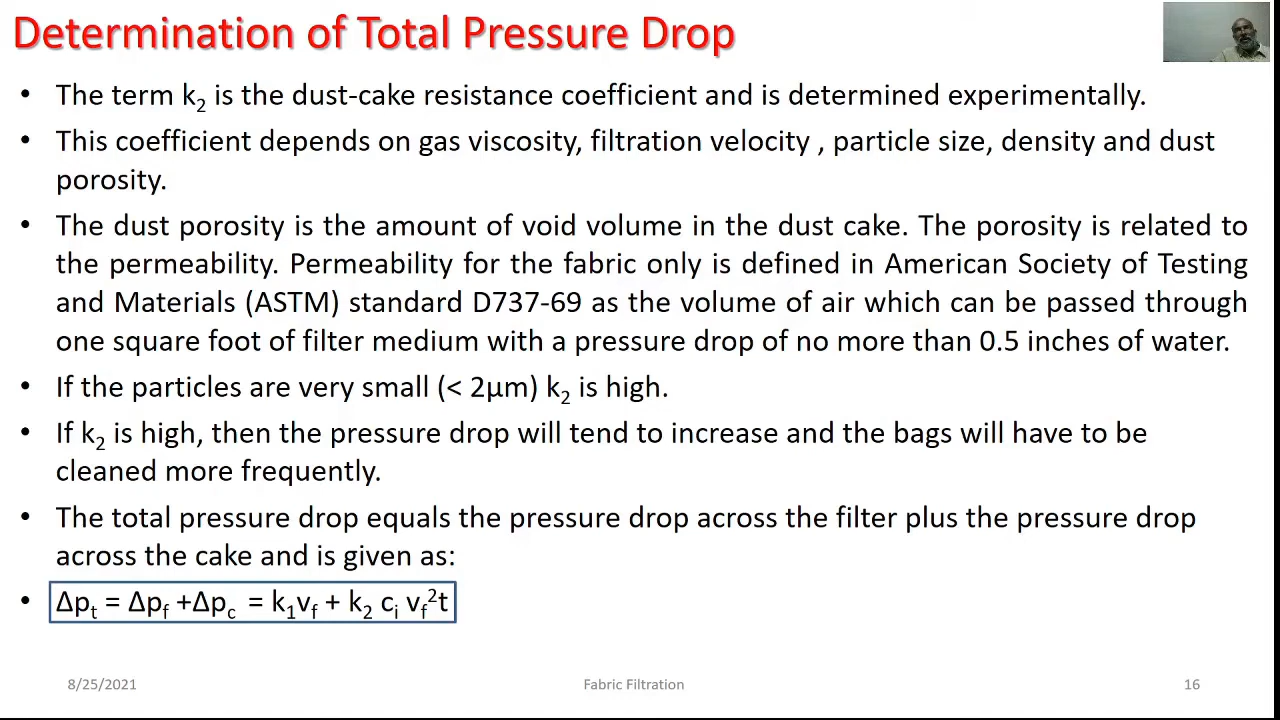 Determination of Total Pressure Drop
• The term k₂ is the dust-cake resistance coefficient and is determined experimentally.
• This coefficient depends on gas viscosity, filtration velocity , particle size, density and dust
porosity.
• The dust porosity is the amount of void volume in the dust cake. The porosity is related to
the permeability. Permeability for the fabric only is defined in American Society of Testing
and Materials (ASTM) standard D737-69 as the volume of air which can be passed through
one square foot of filter medium with a pressure drop of no more than 0.5 inches of water.
• If the particles are very small (< 2μm) k₂ is high.
• If k₂ is high, then the pressure drop will tend to increase and the bags will have to be
cleaned more frequently.
• The total pressure drop equals the pressure drop across the filter plus the pressure drop
across the cake and is given as:
• Δp_t = Δp_f +Δp_c = k₁v_f + k₂ c_i v_f²t
8/25/2021 Fabric Filtration 16